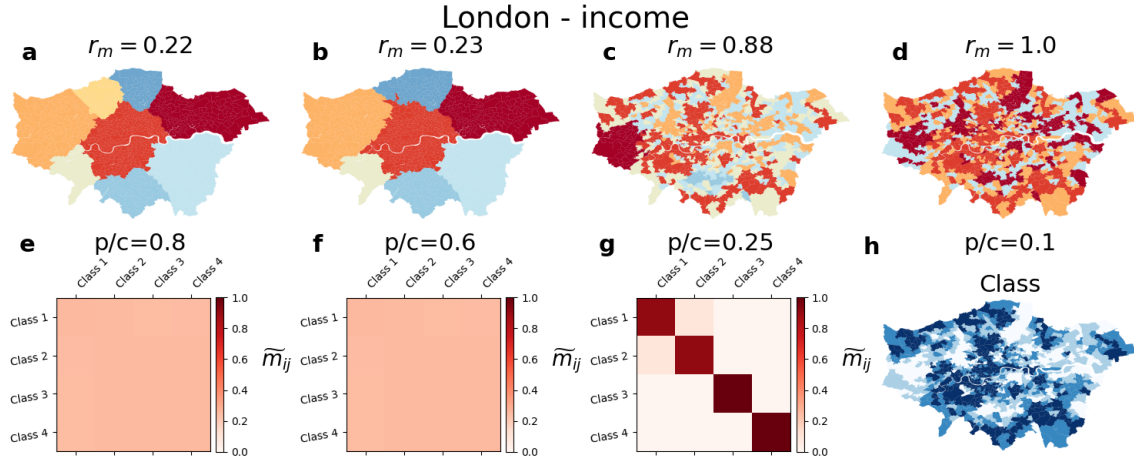 London - income
a
r_m = 0.22
b
r_m = 0.23
c
r_m = 0.88
d
r_m = 1.0
e
p/c=0.8
f
p/c=0.6
g
p/c=0.25
h
p/c=0.1
Class 1
Class 2
Class 3
Class 4
Class 1
Class 2
Class 3
Class 4
1.0
0.8
0.6
0.4
0.2
0.0
m̃_ij
Class 1
Class 2
Class 3
Class 4
Class 1
Class 2
Class 3
Class 4
1.0
0.8
0.6
0.4
0.2
0.0
m̃_ij
Class 1
Class 2
Class 3
Class 4
Class 1
Class 2
Class 3
Class 4
1.0
0.8
0.6
0.4
0.2
0.0
m̃_ij
Class